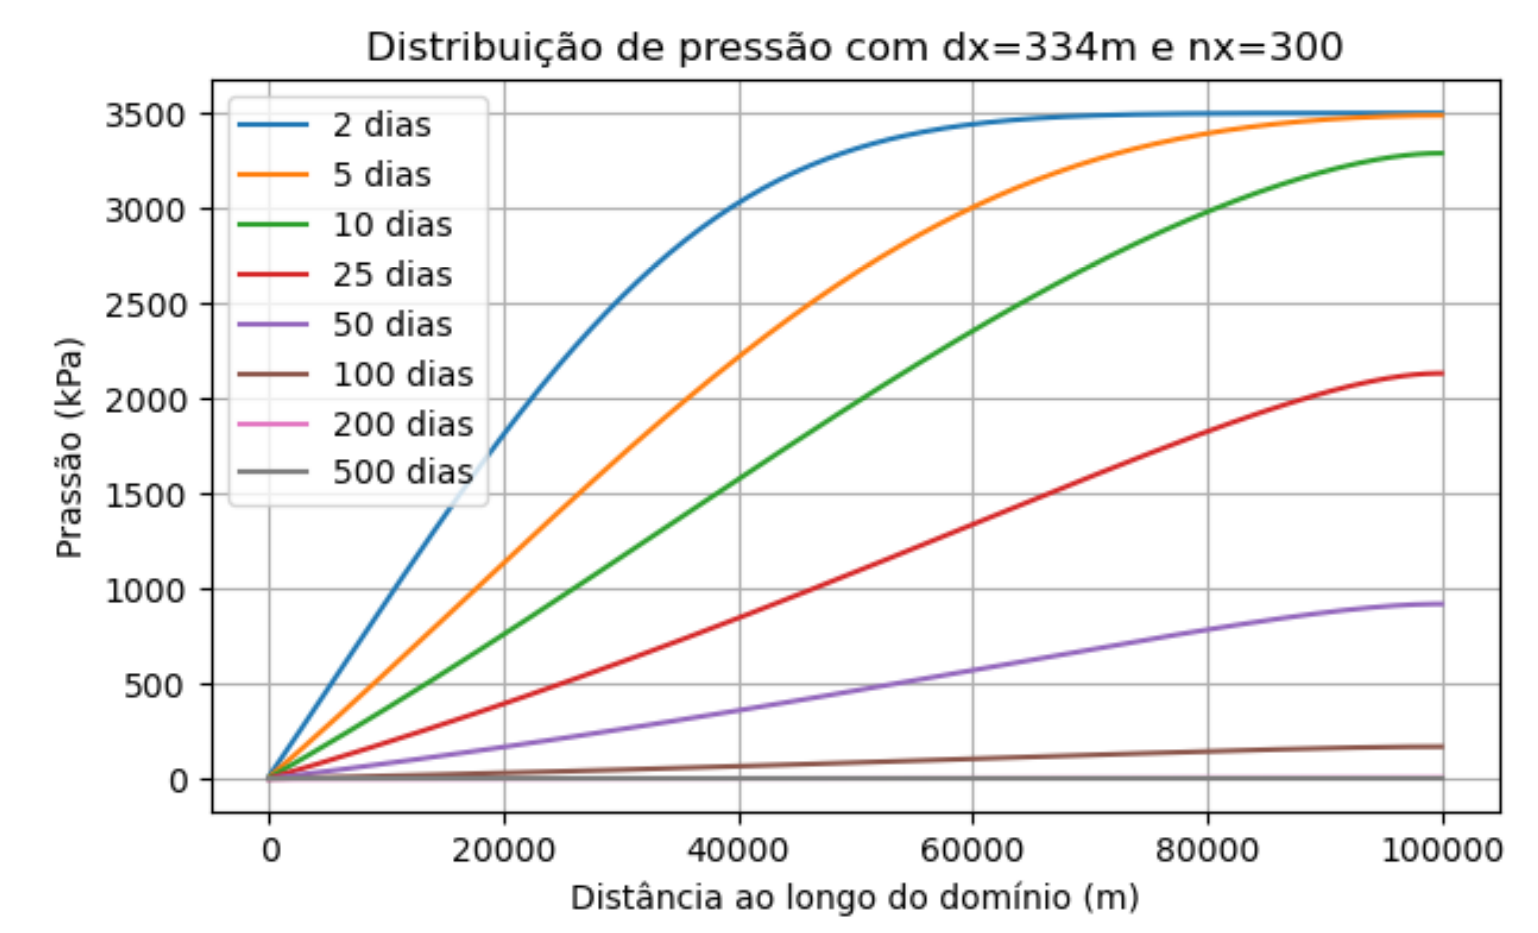 Distribuição de pressão com dx=334m e nx=300
3500
3000
2500
2000
1500
1000
500
0
Prassão (kPa)
2 dias
5 dias
10 dias
25 dias
50 dias
100 dias
200 dias
500 dias
0 20000 40000 60000 80000 100000
Distância ao longo do domínio (m)